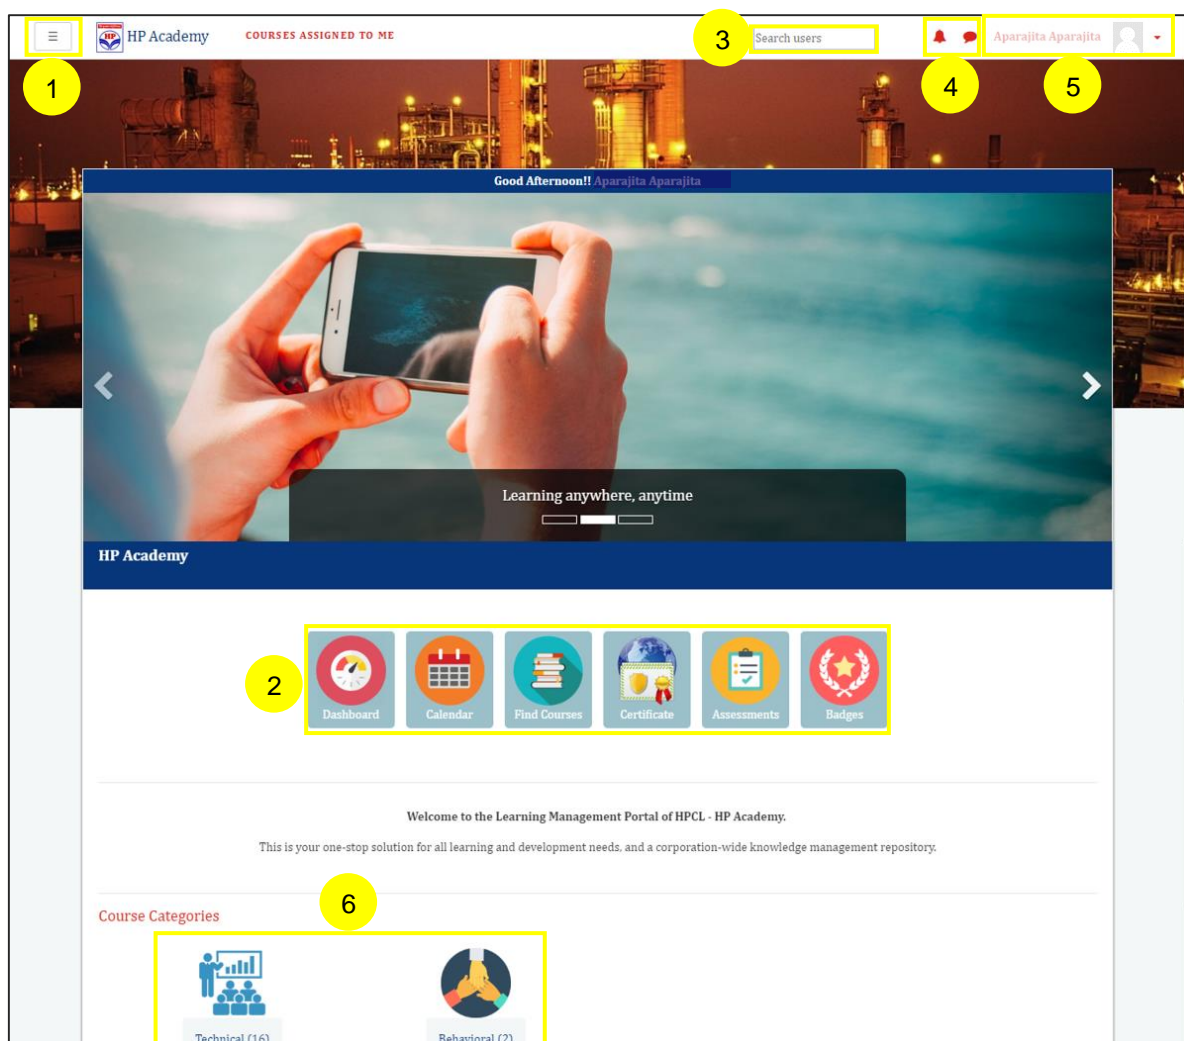 ☰ HP Academy COURSES ASSIGNED TO ME 3 Search users Aparajita Aparajita
1 4 5
Good Afternoon!! Aparajita Aparajita
Learning anywhere, anytime
HP Academy
2
Dashboard Calendar Find Courses Certificate Assessments Badges
Welcome to the Learning Management Portal of HPCL - HP Academy.
This is your one-stop solution for all learning and development needs, and a corporation-wide knowledge management repository.
6
Course Categories
Technical (16) Behavioral (2)